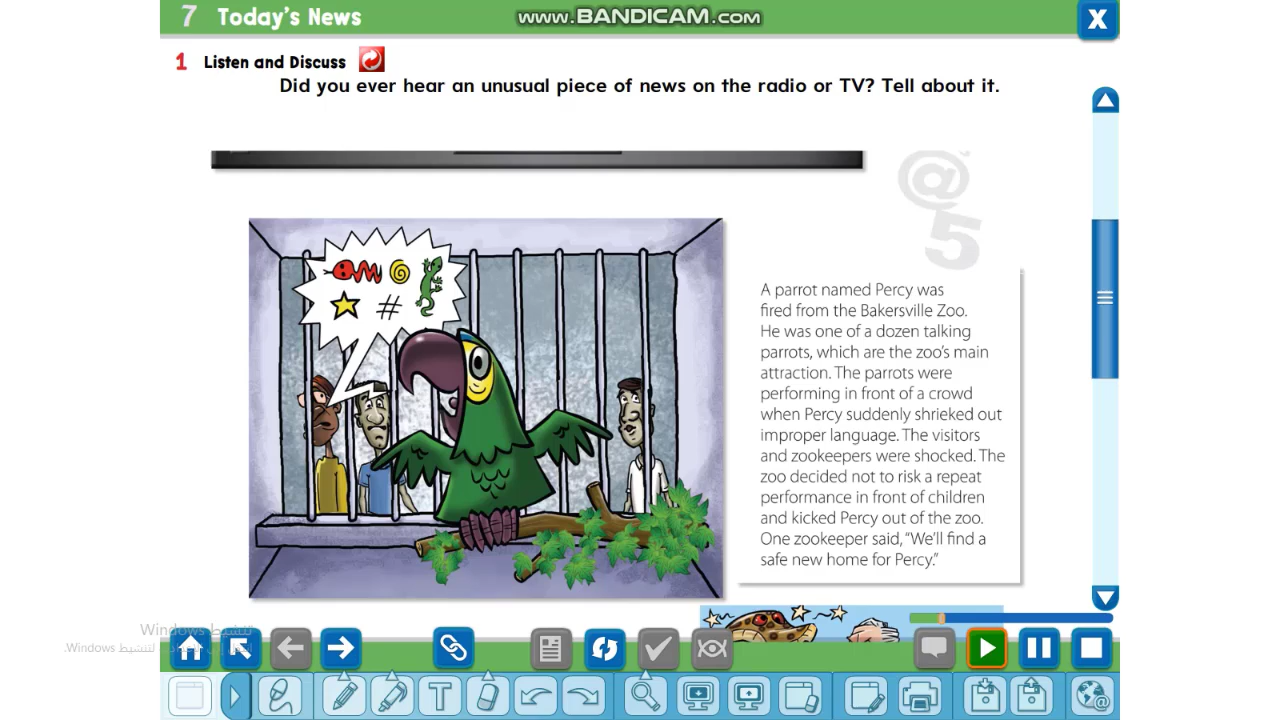 7 Today's News
www.BANDICAM.com
X
1 Listen and Discuss
Did you ever hear an unusual piece of news on the radio or TV? Tell about it.
@
5
#
A parrot named Percy was
fired from the Bakersville Zoo.
He was one of a dozen talking
parrots, which are the zoo's main
attraction. The parrots were
performing in front of a crowd
when Percy suddenly shrieked out
improper language. The visitors
and zookeepers were shocked. The
zoo decided not to risk a repeat
performance in front of children
and kicked Percy out of the zoo.
One zookeeper said, "We'll find a
safe new home for Percy."
تنشيط Windows
لتنشيط Windows.
T